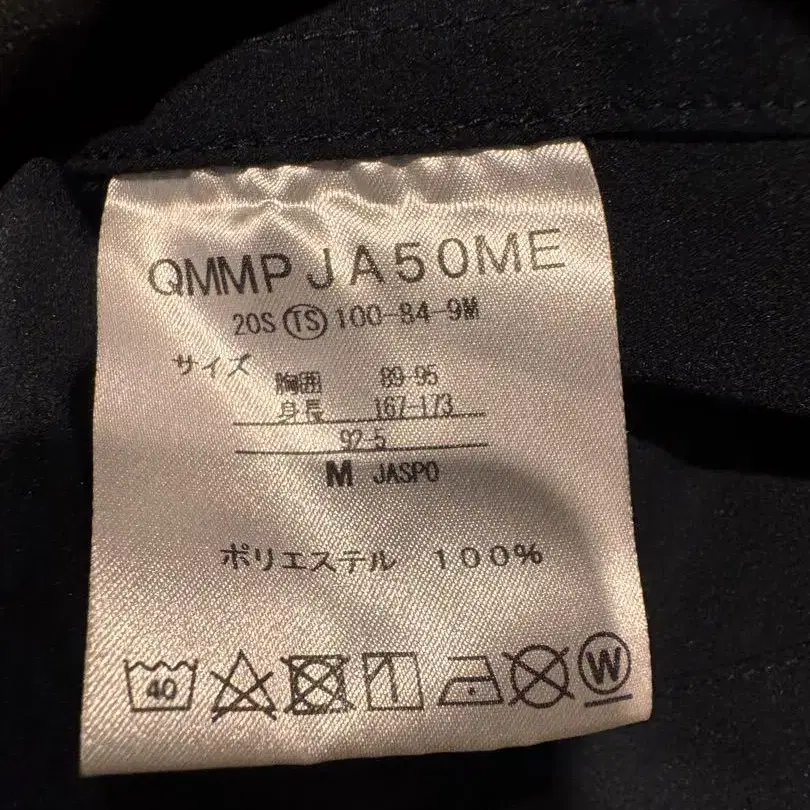 QMMPJA50ME
20S TS 100-84-9M
サイズ
胸囲 89-95
身長 167-173
92-5
M JASPO
ポリエステル 100%
40
W